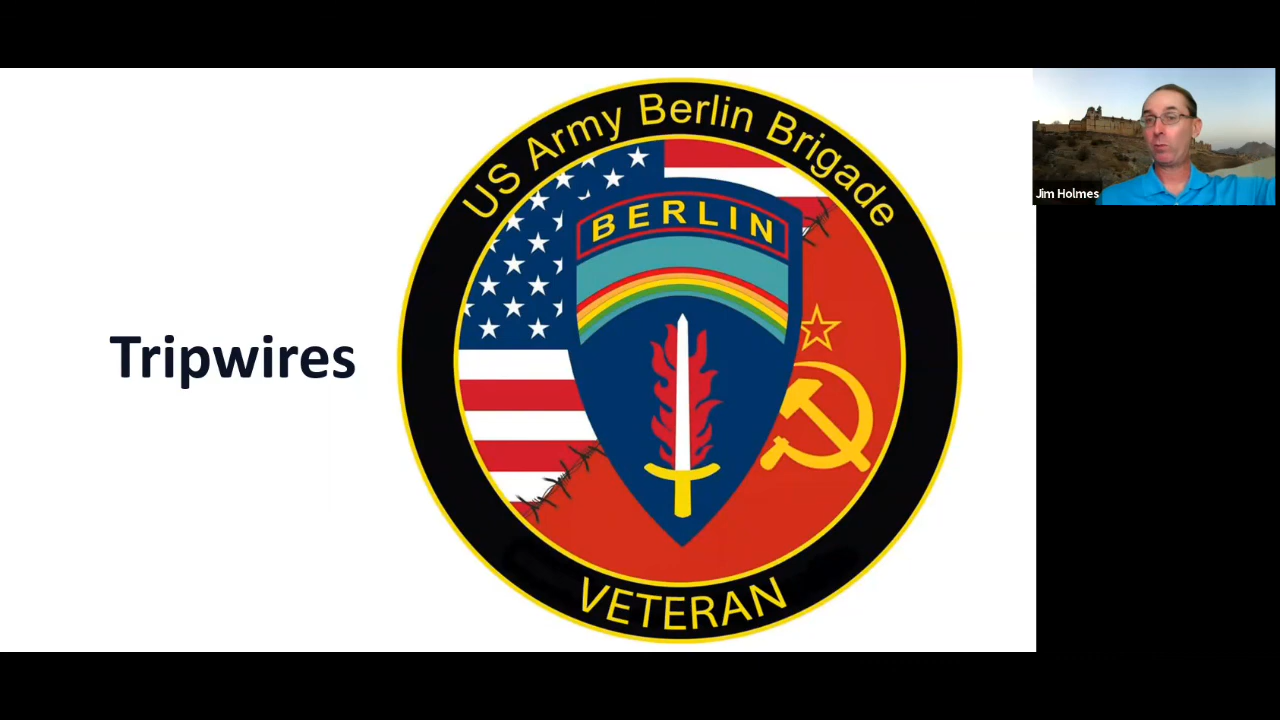 Tripwires
US Army Berlin Brigade
BERLIN
VETERAN
Jim Holmes